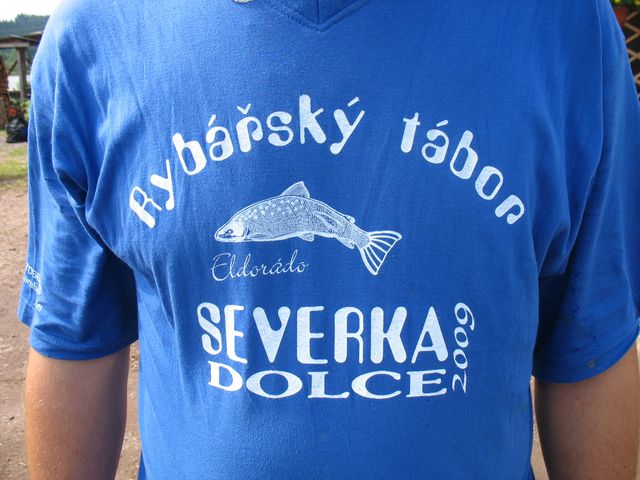 Rybářský tábor
Eldorádo
SEVERKA
DOLCE
2009